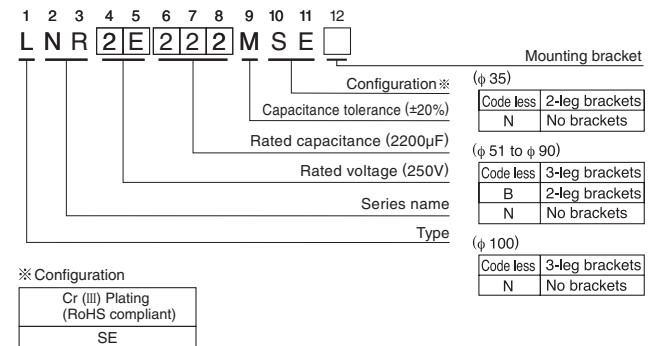 1 2 3 4 5 6 7 8 9 10 11 12
L N R 2 E 2 2 2 M S E
Mounting bracket
Configuration※
Capacitance tolerance (±20%)
Rated capacitance (2200µF)
Rated voltage (250V)
Series name
Type
(ϕ 35)
Code less 2-leg brackets
N No brackets
(ϕ 51 to ϕ 90)
Code less 3-leg brackets
B 2-leg brackets
N No brackets
(ϕ 100)
Code less 3-leg brackets
N No brackets
※Configuration
Cr (III) Plating
(RoHS compliant)
SE